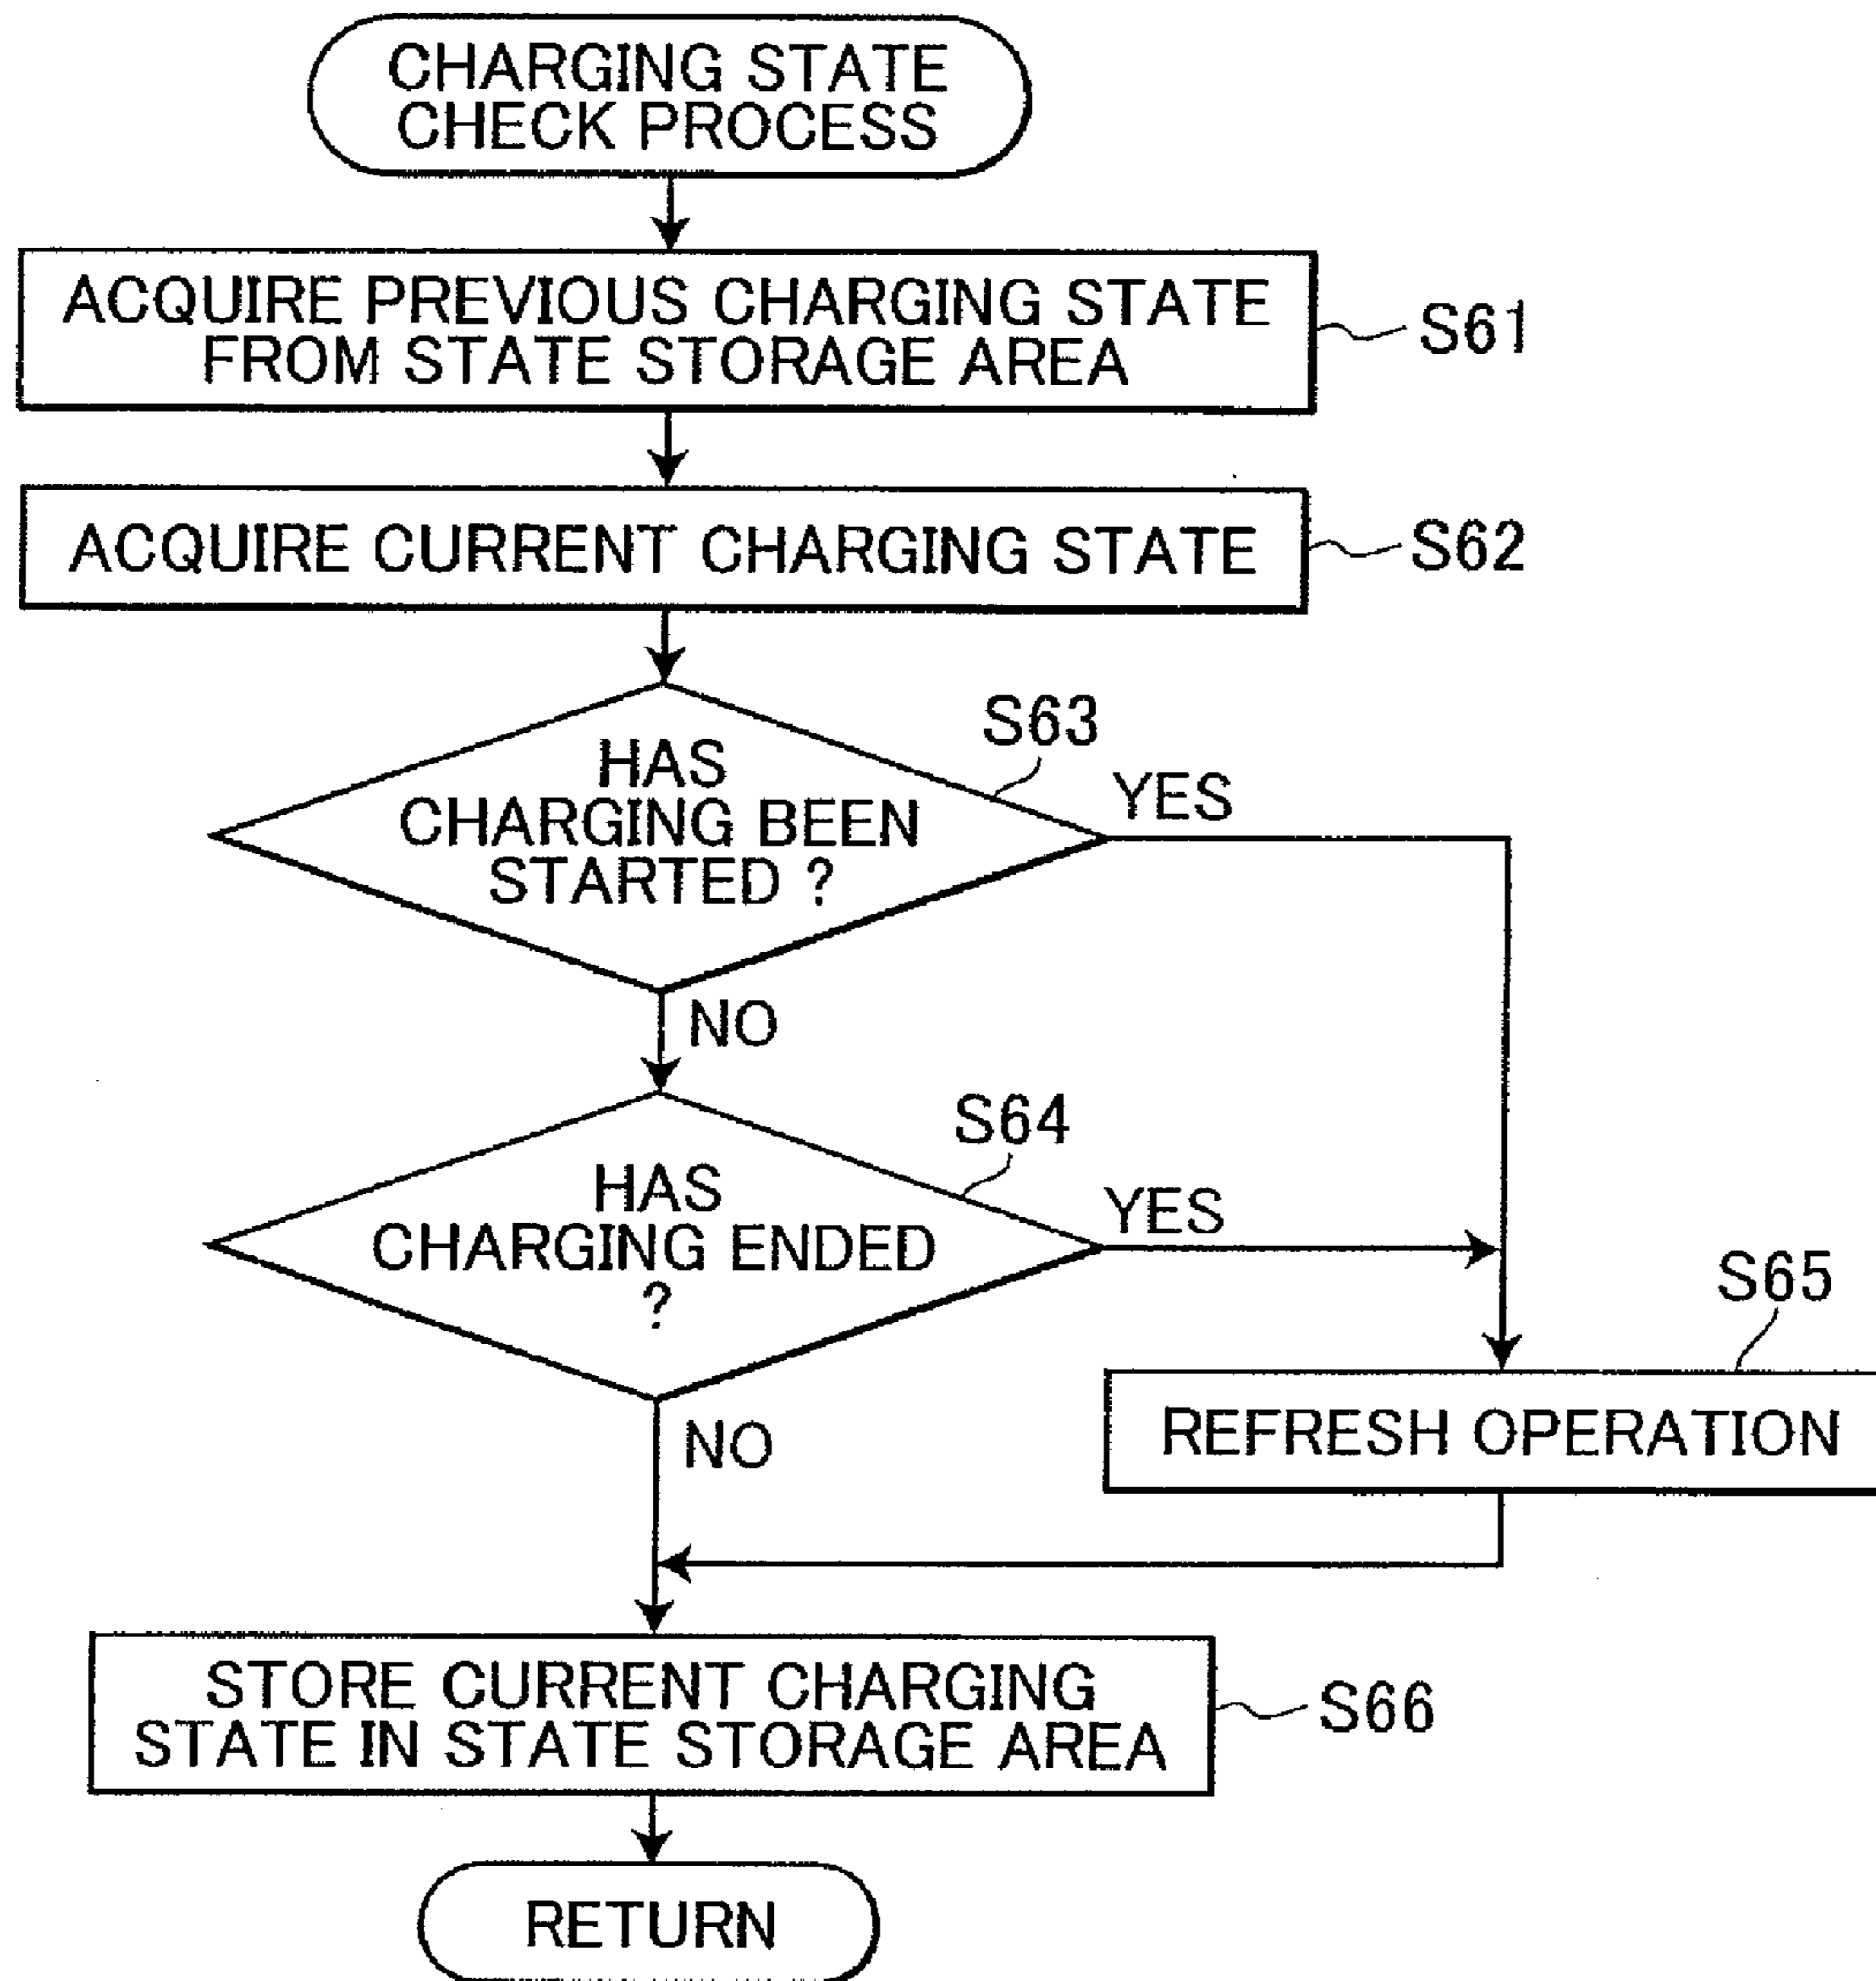 CHARGING STATE
CHECK PROCESS
ACQUIRE PREVIOUS CHARGING STATE
FROM STATE STORAGE AREA
S61
ACQUIRE CURRENT CHARGING STATE
S62
S63
HAS
CHARGING BEEN
STARTED ?
YES
NO
S64
HAS
CHARGING ENDED
?
YES
NO
S65
REFRESH OPERATION
STORE CURRENT CHARGING
STATE IN STATE STORAGE AREA
S66
RETURN